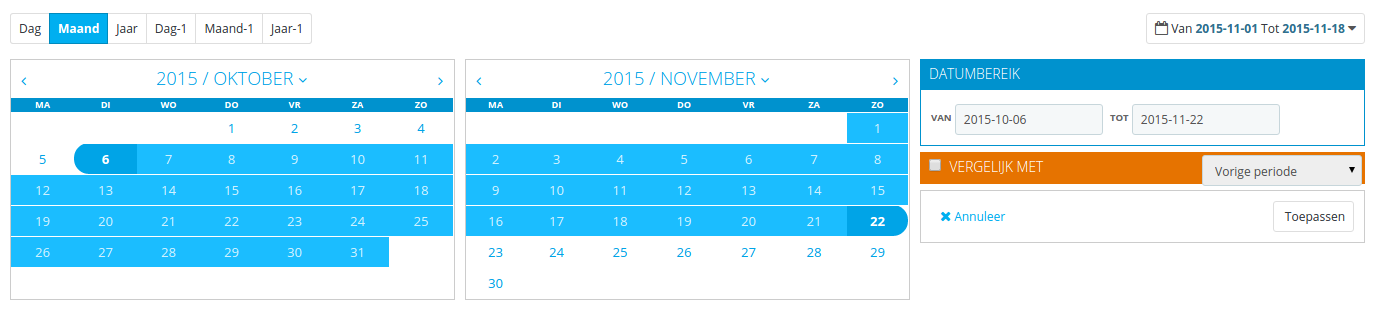 Dag Maand Jaar Dag-1 Maand-1 Jaar-1
Van 2015-11-01 Tot 2015-11-18
2015 / OKTOBER
MA DI WO DO VR ZA ZO
1 2 3 4
5 6 7 8 9 10 11
12 13 14 15 16 17 18
19 20 21 22 23 24 25
26 27 28 29 30 31
2015 / NOVEMBER
MA DI WO DO VR ZA ZO
1
2 3 4 5 6 7 8
9 10 11 12 13 14 15
16 17 18 19 20 21 22
23 24 25 26 27 28 29
30
DATUMBEREIK
VAN 2015-10-06 TOT 2015-11-22
VERGELIJK MET Vorige periode
Annuleer Toepassen